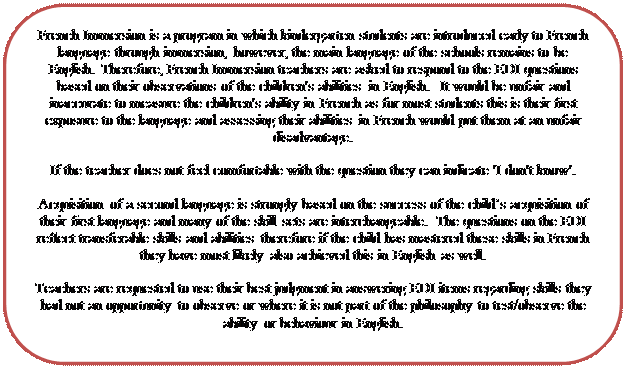 French Immersion is a program in which kindergarten students are introduced early to French
language through immersion, however, the main language of the schools remains to be
English. Therefore, French Immersion teachers are asked to respond to the EDI questions
based on their observations of the children's abilities in English. It would be unfair and
inaccurate to measure the children's ability in French as for most students this is their first
exposure to the language and assessing their abilities in French would put them at an unfair
disadvantage.
If the teacher does not feel comfortable with the question they can indicate 'I don't know'.
Acquisition of a second language is strongly based on the success of the child's acquisition of
their first language and many of the skill sets are interchangeable. The questions on the EDI
reflect transferable skills and abilities therefore if the child has mastered these skills in French
they have most likely also achieved this in English as well.
Teachers are requested to use their best judgment in answering EDI items regarding skills they
had not an opportunity to observe or where it is not part of the philosophy to test/observe the
ability or behaviour in English.